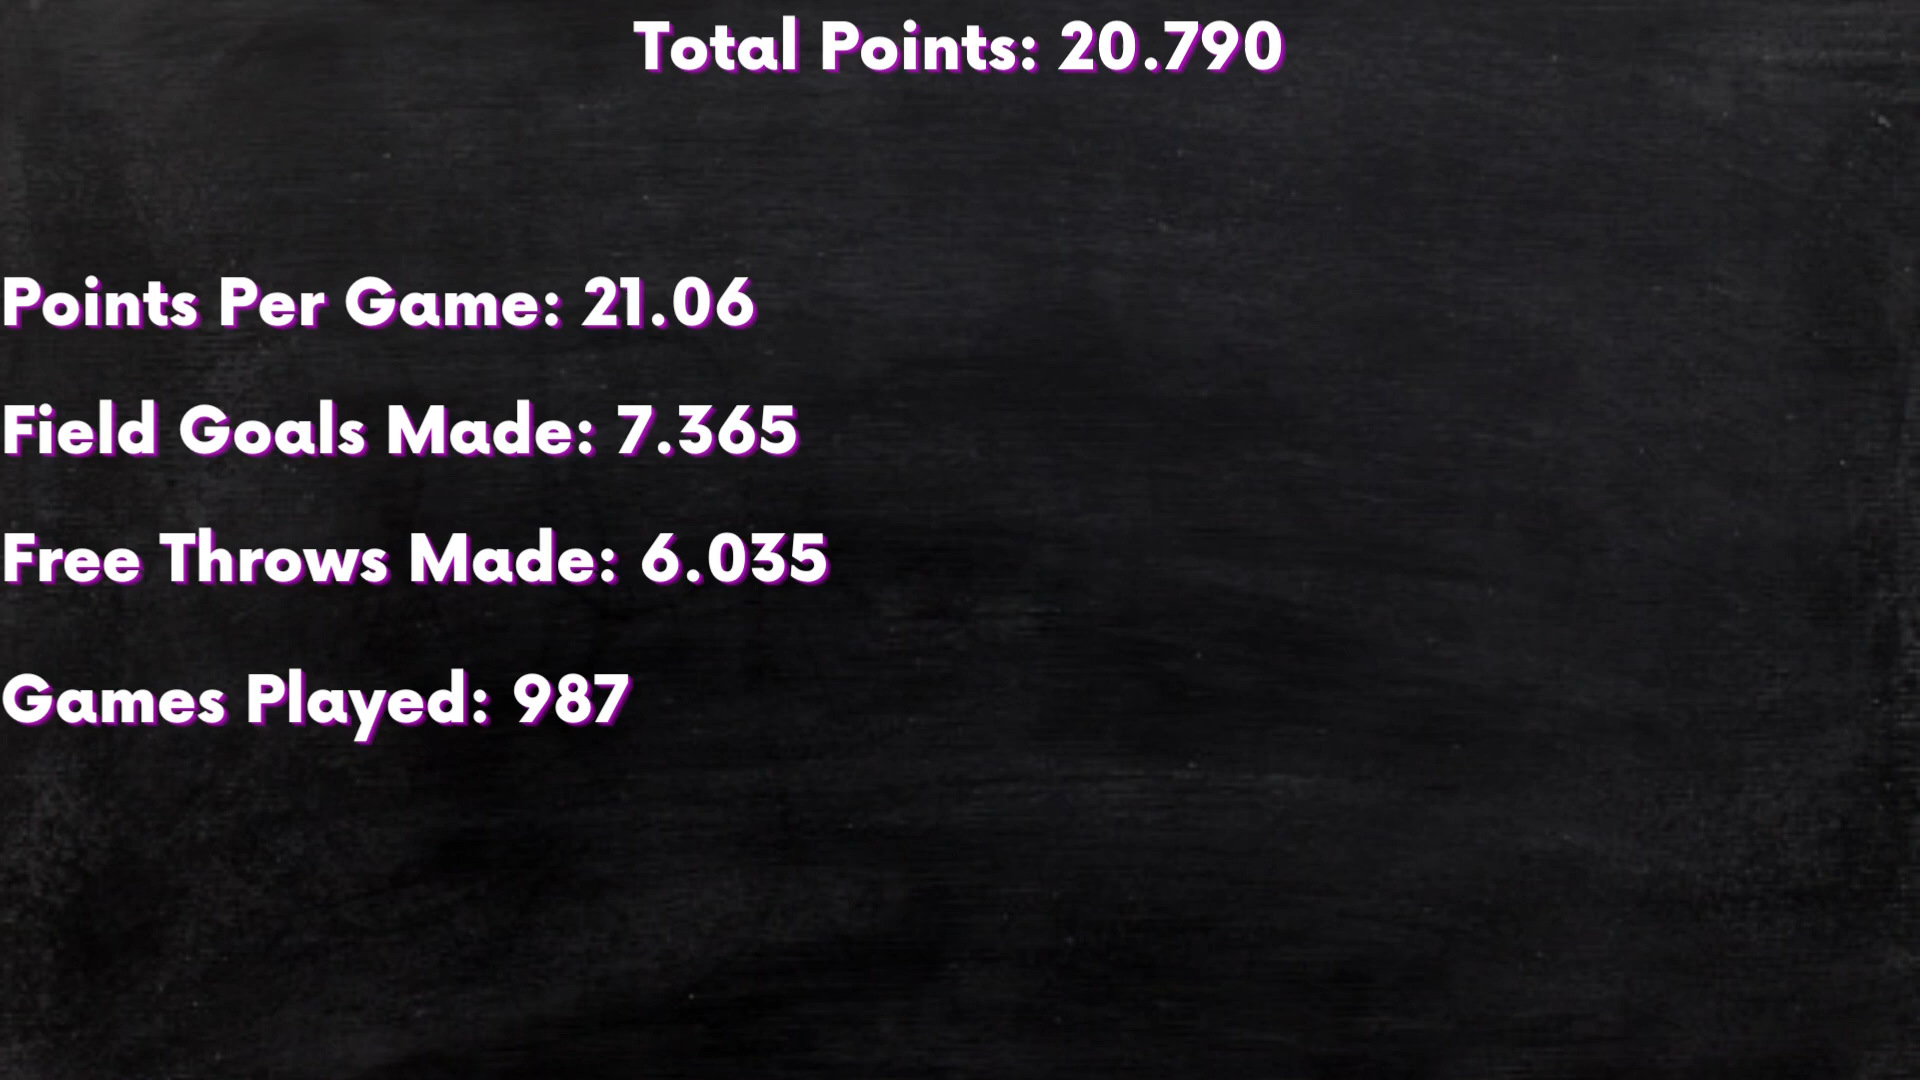 Total Points: 20.790
Points Per Game: 21.06
Field Goals Made: 7.365
Free Throws Made: 6.035
Games Played: 987